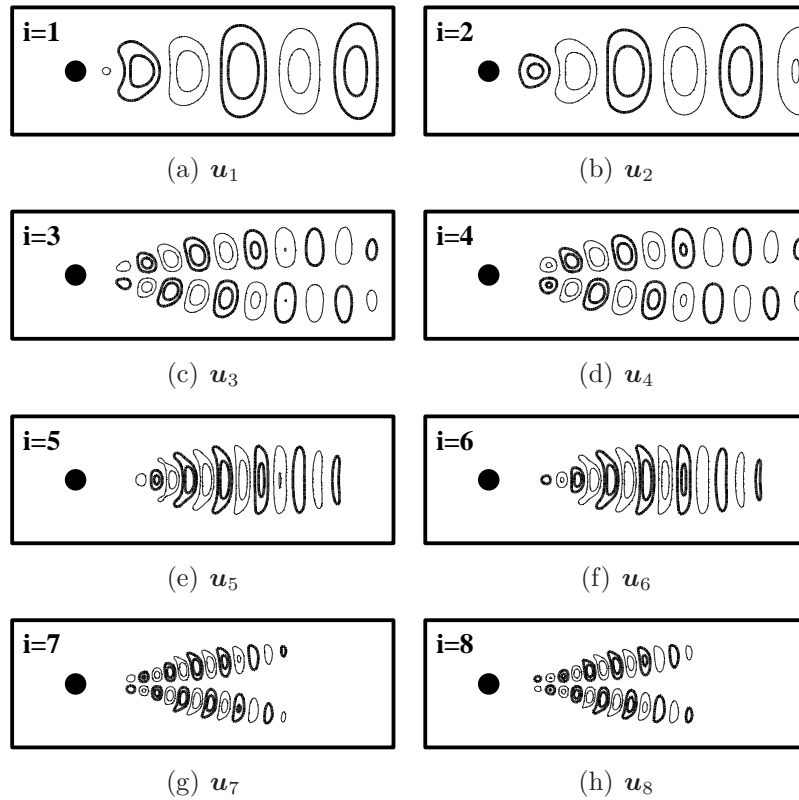 i=1
i=2
(a) u₁
(b) u₂
i=3
i=4
(c) u₃
(d) u₄
i=5
i=6
(e) u₅
(f) u₆
i=7
i=8
(g) u₇
(h) u₈